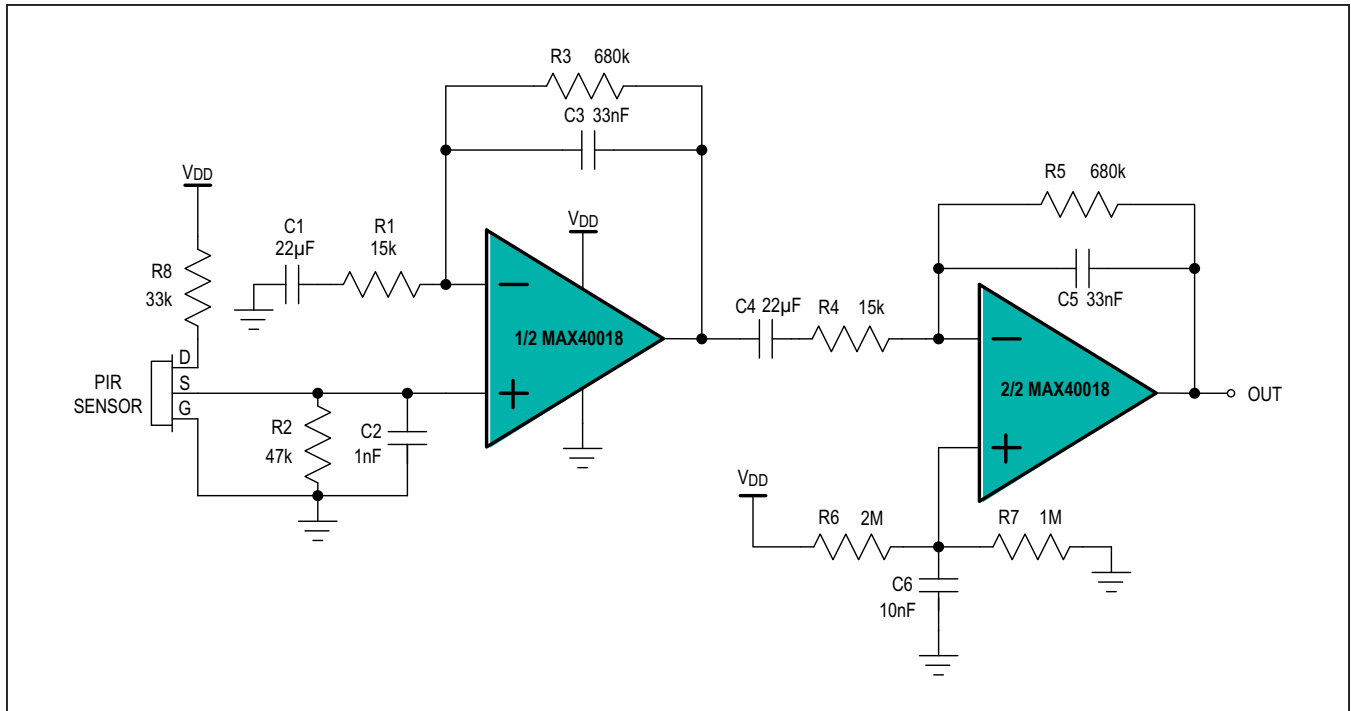 R3 680k
C3 33nF
VDD
C1
22µF
R1
15k
VDD
R8
33k
1/2 MAX40018
PIR
SENSOR
D
S
G
R2
47k
C2
1nF
R5 680k
C5 33nF
C4 22µF
R4 15k
2/2 MAX40018
OUT
VDD
R6 2M
R7 1M
C6
10nF